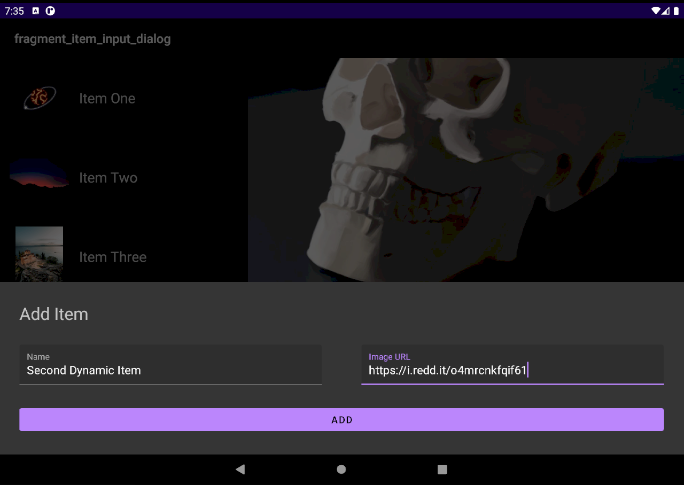 7:35
fragment_item_input_dialog
Item One
Item Two
Item Three
Add Item
Name
Second Dynamic Item
Image URL
https://i.redd.it/o4mrcnkfqif61
ADD